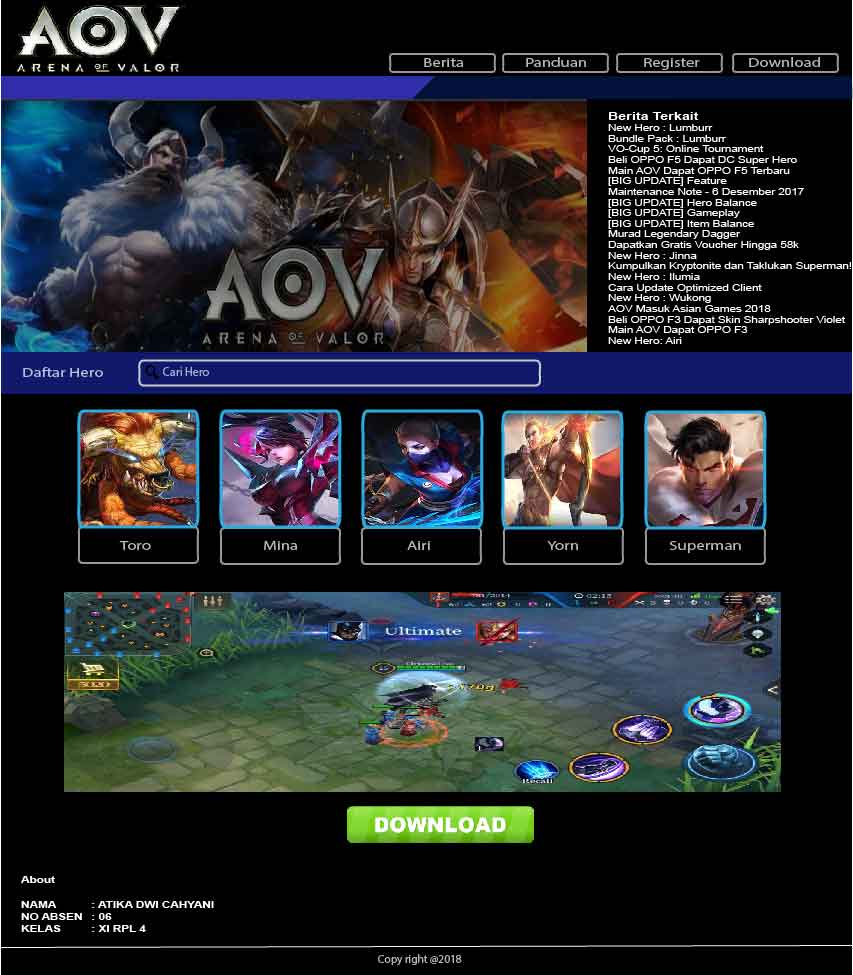 AOV
ARENA OF VALOR
Berita
Panduan
Register
Download
Berita Terkait
New Hero : Lumburr
Bundle Pack : Lumburr
VO-Cup 5: Online Tournament
Beli OPPO F5 Dapat DC Super Hero
Main AOV Dapat OPPO F5 Terbaru
[BIG UPDATE] Feature
Maintenance Note - 6 Desember 2017
[BIG UPDATE] Hero Balance
[BIG UPDATE] Gameplay
[BIG UPDATE] Item Balance
Murad Legendary Dagger
Dapatkan Gratis Voucher Hingga 58k
New Hero : Jinna
Kumpulkan Kryptonite dan Taklukan Superman!
New Hero : Ilumia
Cara Update Optimized Client
New Hero : Wukong
AOV Masuk Asian Games 2018
Beli OPPO F3 Dapat Skin Sharpshooter Violet
Main AOV Dapat OPPO F3
New Hero: Airi
AOV
ARENA OF VALOR
Daftar Hero
Cari Hero
Toro
Mina
Airi
Yorn
Superman
02:13
Ultimate
Recall
DOWNLOAD
About
NAMA : ATIKA DWI CAHYANI
NO ABSEN : 06
KELAS : XI RPL 4
Copy right @2018